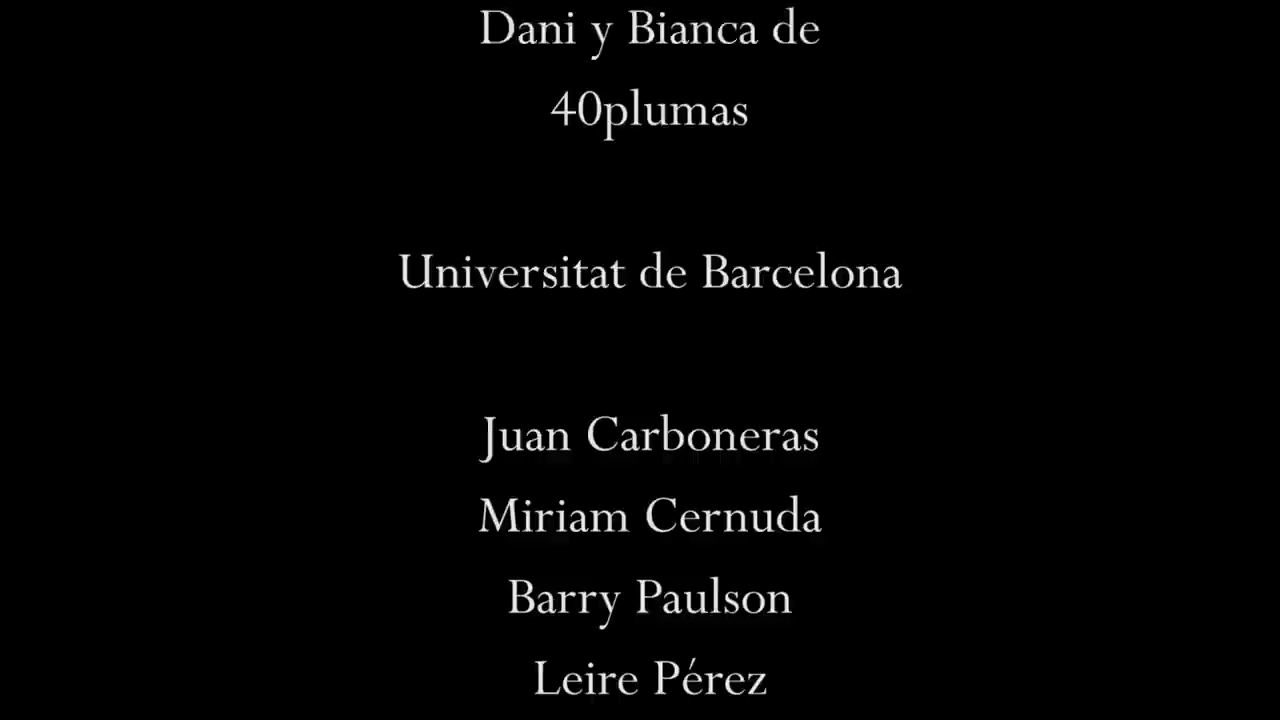 Dani y Bianca de
40plumas
Universitat de Barcelona
Juan Carboneras
Miriam Cernuda
Barry Paulson
Leire Pérez